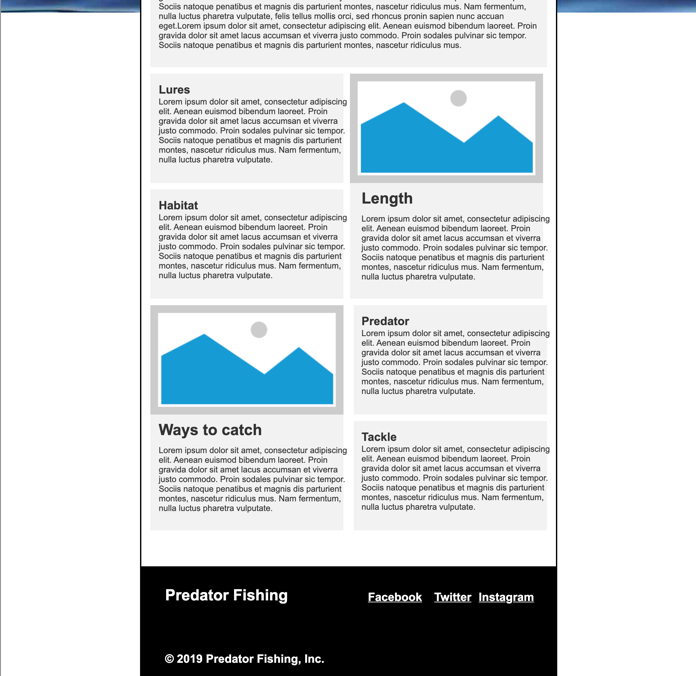 Sociis natoque penatibus et magnis dis parturient montes, nascetur ridiculus mus. Nam fermentum,
nulla luctus pharetra vulputate, felis tellus mollis orci, sed rhoncus pronin sapien nunc accuan
eget.Lorem ipsum dolor sit amet, consectetur adipiscing elit. Aenean euismod bibendum laoreet. Proin
gravida dolor sit amet lacus accumsan et viverra justo commodo. Proin sodales pulvinar sic tempor.
Sociis natoque penatibus et magnis dis parturient montes, nascetur ridiculus mus.
Lures
Lorem ipsum dolor sit amet, consectetur adipiscing
elit. Aenean euismod bibendum laoreet. Proin
gravida dolor sit amet lacus accumsan et viverra
justo commodo. Proin sodales pulvinar sic tempor.
Sociis natoque penatibus et magnis dis parturient
montes, nascetur ridiculus mus. Nam fermentum,
nulla luctus pharetra vulputate.
Length
Lorem ipsum dolor sit amet, consectetur adipiscing
elit. Aenean euismod bibendum laoreet. Proin
gravida dolor sit amet lacus accumsan et viverra
justo commodo. Proin sodales pulvinar sic tempor.
Sociis natoque penatibus et magnis dis parturient
montes, nascetur ridiculus mus. Nam fermentum,
nulla luctus pharetra vulputate.
Habitat
Lorem ipsum dolor sit amet, consectetur adipiscing
elit. Aenean euismod bibendum laoreet. Proin
gravida dolor sit amet lacus accumsan et viverra
justo commodo. Proin sodales pulvinar sic tempor.
Sociis natoque penatibus et magnis dis parturient
montes, nascetur ridiculus mus. Nam fermentum,
nulla luctus pharetra vulputate.
Predator
Lorem ipsum dolor sit amet, consectetur adipiscing
elit. Aenean euismod bibendum laoreet. Proin
gravida dolor sit amet lacus accumsan et viverra
justo commodo. Proin sodales pulvinar sic tempor.
Sociis natoque penatibus et magnis dis parturient
montes, nascetur ridiculus mus. Nam fermentum,
nulla luctus pharetra vulputate.
Ways to catch
Lorem ipsum dolor sit amet, consectetur adipiscing
elit. Aenean euismod bibendum laoreet. Proin
gravida dolor sit amet lacus accumsan et viverra
justo commodo. Proin sodales pulvinar sic tempor.
Sociis natoque penatibus et magnis dis parturient
montes, nascetur ridiculus mus. Nam fermentum,
nulla luctus pharetra vulputate.
Tackle
Lorem ipsum dolor sit amet, consectetur adipiscing
elit. Aenean euismod bibendum laoreet. Proin
gravida dolor sit amet lacus accumsan et viverra
justo commodo. Proin sodales pulvinar sic tempor.
Sociis natoque penatibus et magnis dis parturient
montes, nascetur ridiculus mus. Nam fermentum,
nulla luctus pharetra vulputate.
Predator Fishing
Facebook Twitter Instagram
© 2019 Predator Fishing, Inc.